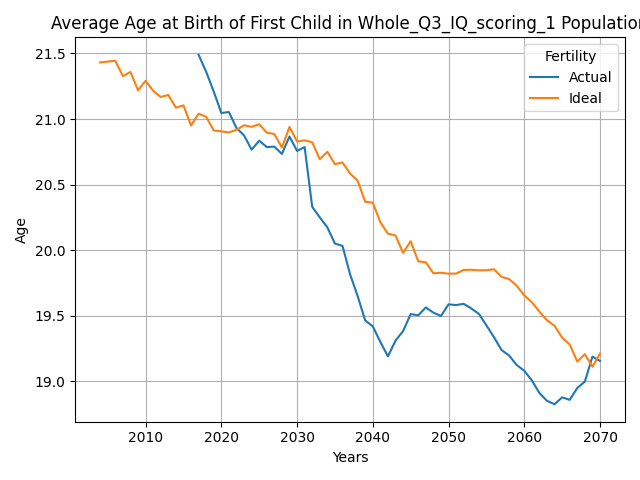 Average Age at Birth of First Child in Whole_Q3_IQ_scoring_1 Population
Fertility
Actual
Ideal
21.5
21.0
20.5
20.0
19.5
19.0
Age
2010 2020 2030 2040 2050 2060 2070
Years